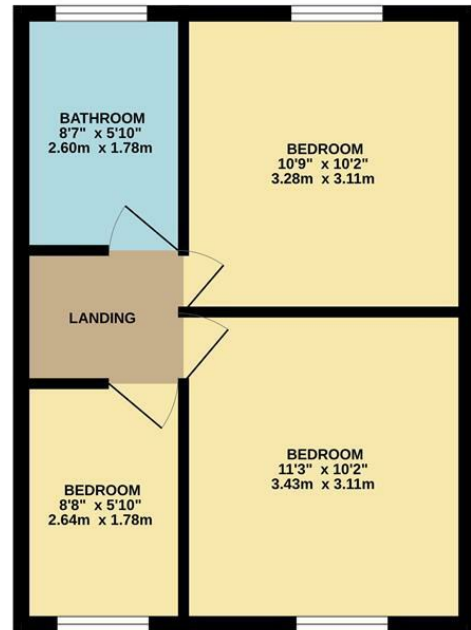 BATHROOM
8'7" x 5'10"
2.60m x 1.78m
BEDROOM
10'9" x 10'2"
3.28m x 3.11m
LANDING
BEDROOM
11'3" x 10'2"
3.43m x 3.11m
BEDROOM
8'8" x 5'10"
2.64m x 1.78m